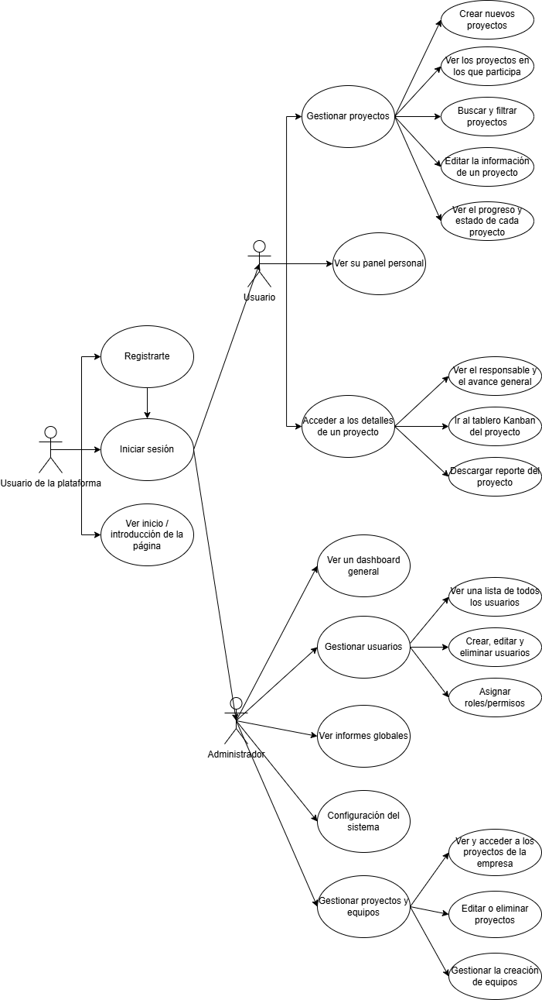 Crear nuevos
proyectos
Ver los proyectos en
los que participa
Gestionar proyectos
Buscar y filtrar
proyectos
Editar la información
de un proyecto
Ver el progreso y
estado de cada
proyecto
Ver su panel personal
Usuario
Registrarte
Ver el responsable y
el avance general
Acceder a los detalles
de un proyecto
Ir al tablero Kanban
del proyecto
Iniciar sesión
Usuario de la plataforma
Descargar reporte del
proyecto
Ver inicio /
introducción de la
página
Ver un dashboard
general
Ver una lista de todos
los usuarios
Gestionar usuarios
Crear, editar y
eliminar usuarios
Asignar
roles/permisos
Ver informes globales
Administrador
Configuración del
sistema
Ver y acceder a los
proyectos de la
empresa
Gestionar proyectos y
equipos
Editar o eliminar
proyectos
Gestionar la creación
de equipos